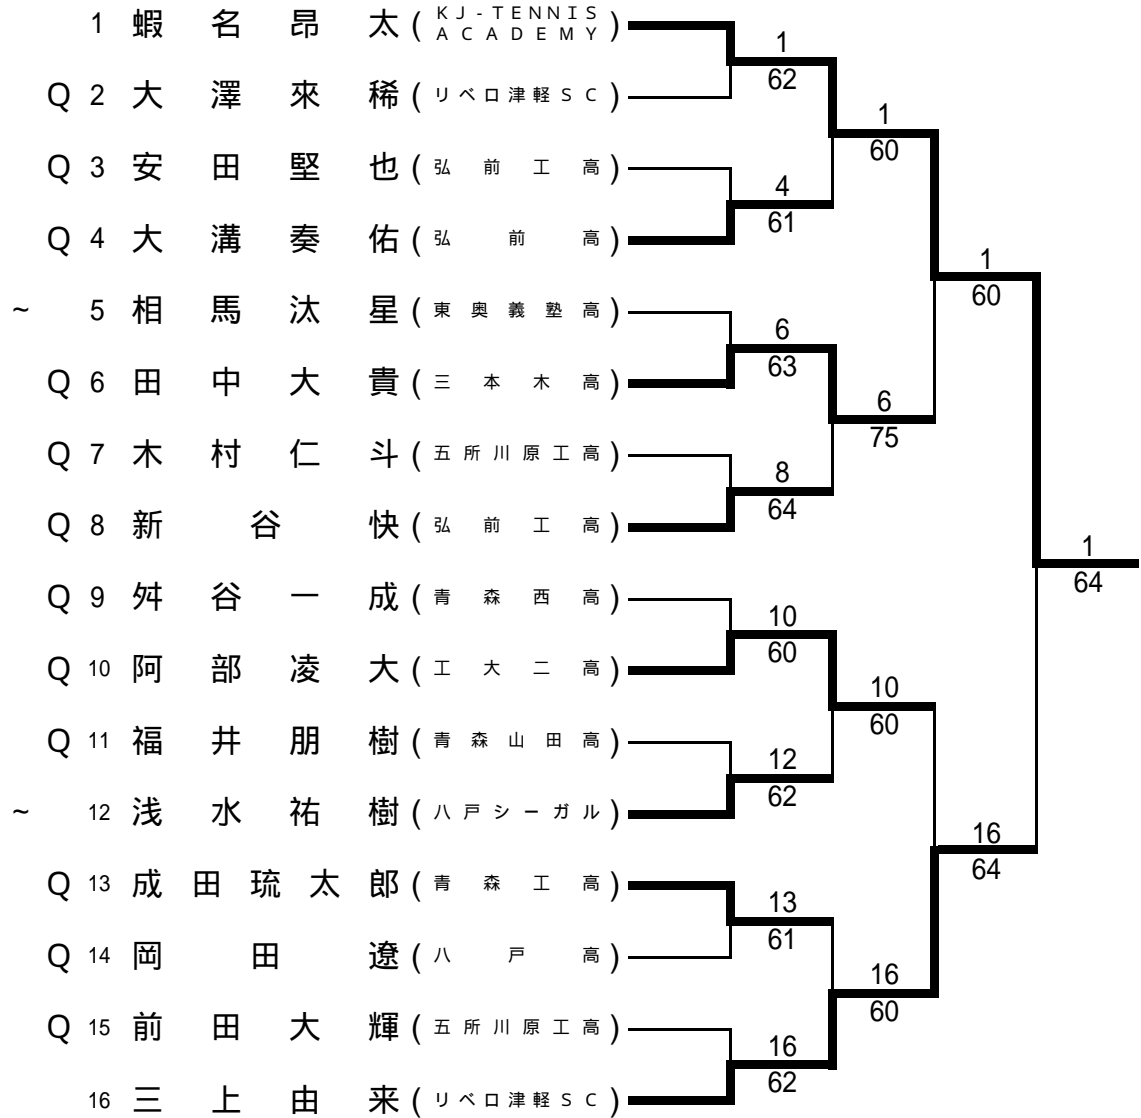 1 蝦名昂太 (KJ-TENNIS ACADEMY)
Q 2 大澤來稀 (リベロ津軽SC)
Q 3 安田堅也 (弘前工高)
Q 4 大溝奏佑 (弘前高)
~ 5 相馬汰星 (東奥義塾高)
Q 6 田中大貴 (三本木高)
Q 7 木村仁斗 (五所川原工高)
Q 8 新谷快 (弘前工高)
Q 9 舛谷一成 (青森西高)
Q 10 阿部凌大 (工大二高)
Q 11 福井朋樹 (青森山田高)
~ 12 浅水祐樹 (八戸シーガル)
Q 13 成田琉太郎 (青森工高)
Q 14 岡田遼 (八戸高)
Q 15 前田大輝 (五所川原工高)
16 三上由来 (リベロ津軽SC)
1
62
4
61
6
63
8
64
10
60
12
62
13
61
16
62
1
60
6
75
10
60
16
60
1
60
16
64
1
64